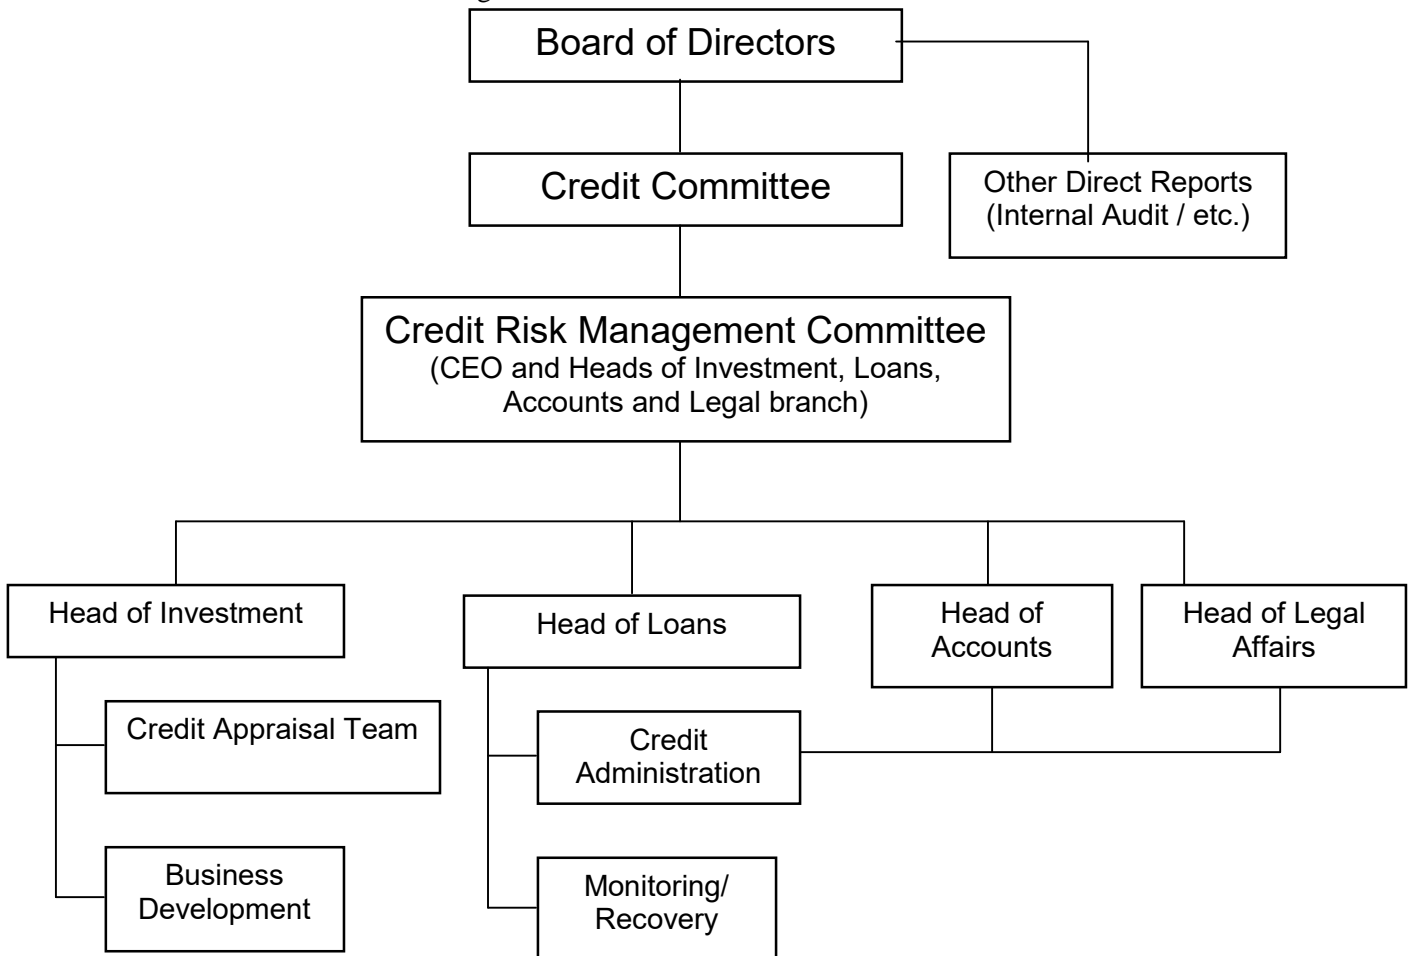 Board of Directors
Credit Committee
Other Direct Reports
(Internal Audit / etc.)
Credit Risk Management Committee
(CEO and Heads of Investment, Loans,
Accounts and Legal branch)
Head of Investment
Head of Loans
Head of
Accounts
Head of Legal
Affairs
Credit Appraisal Team
Credit
Administration
Business
Development
Monitoring/
Recovery